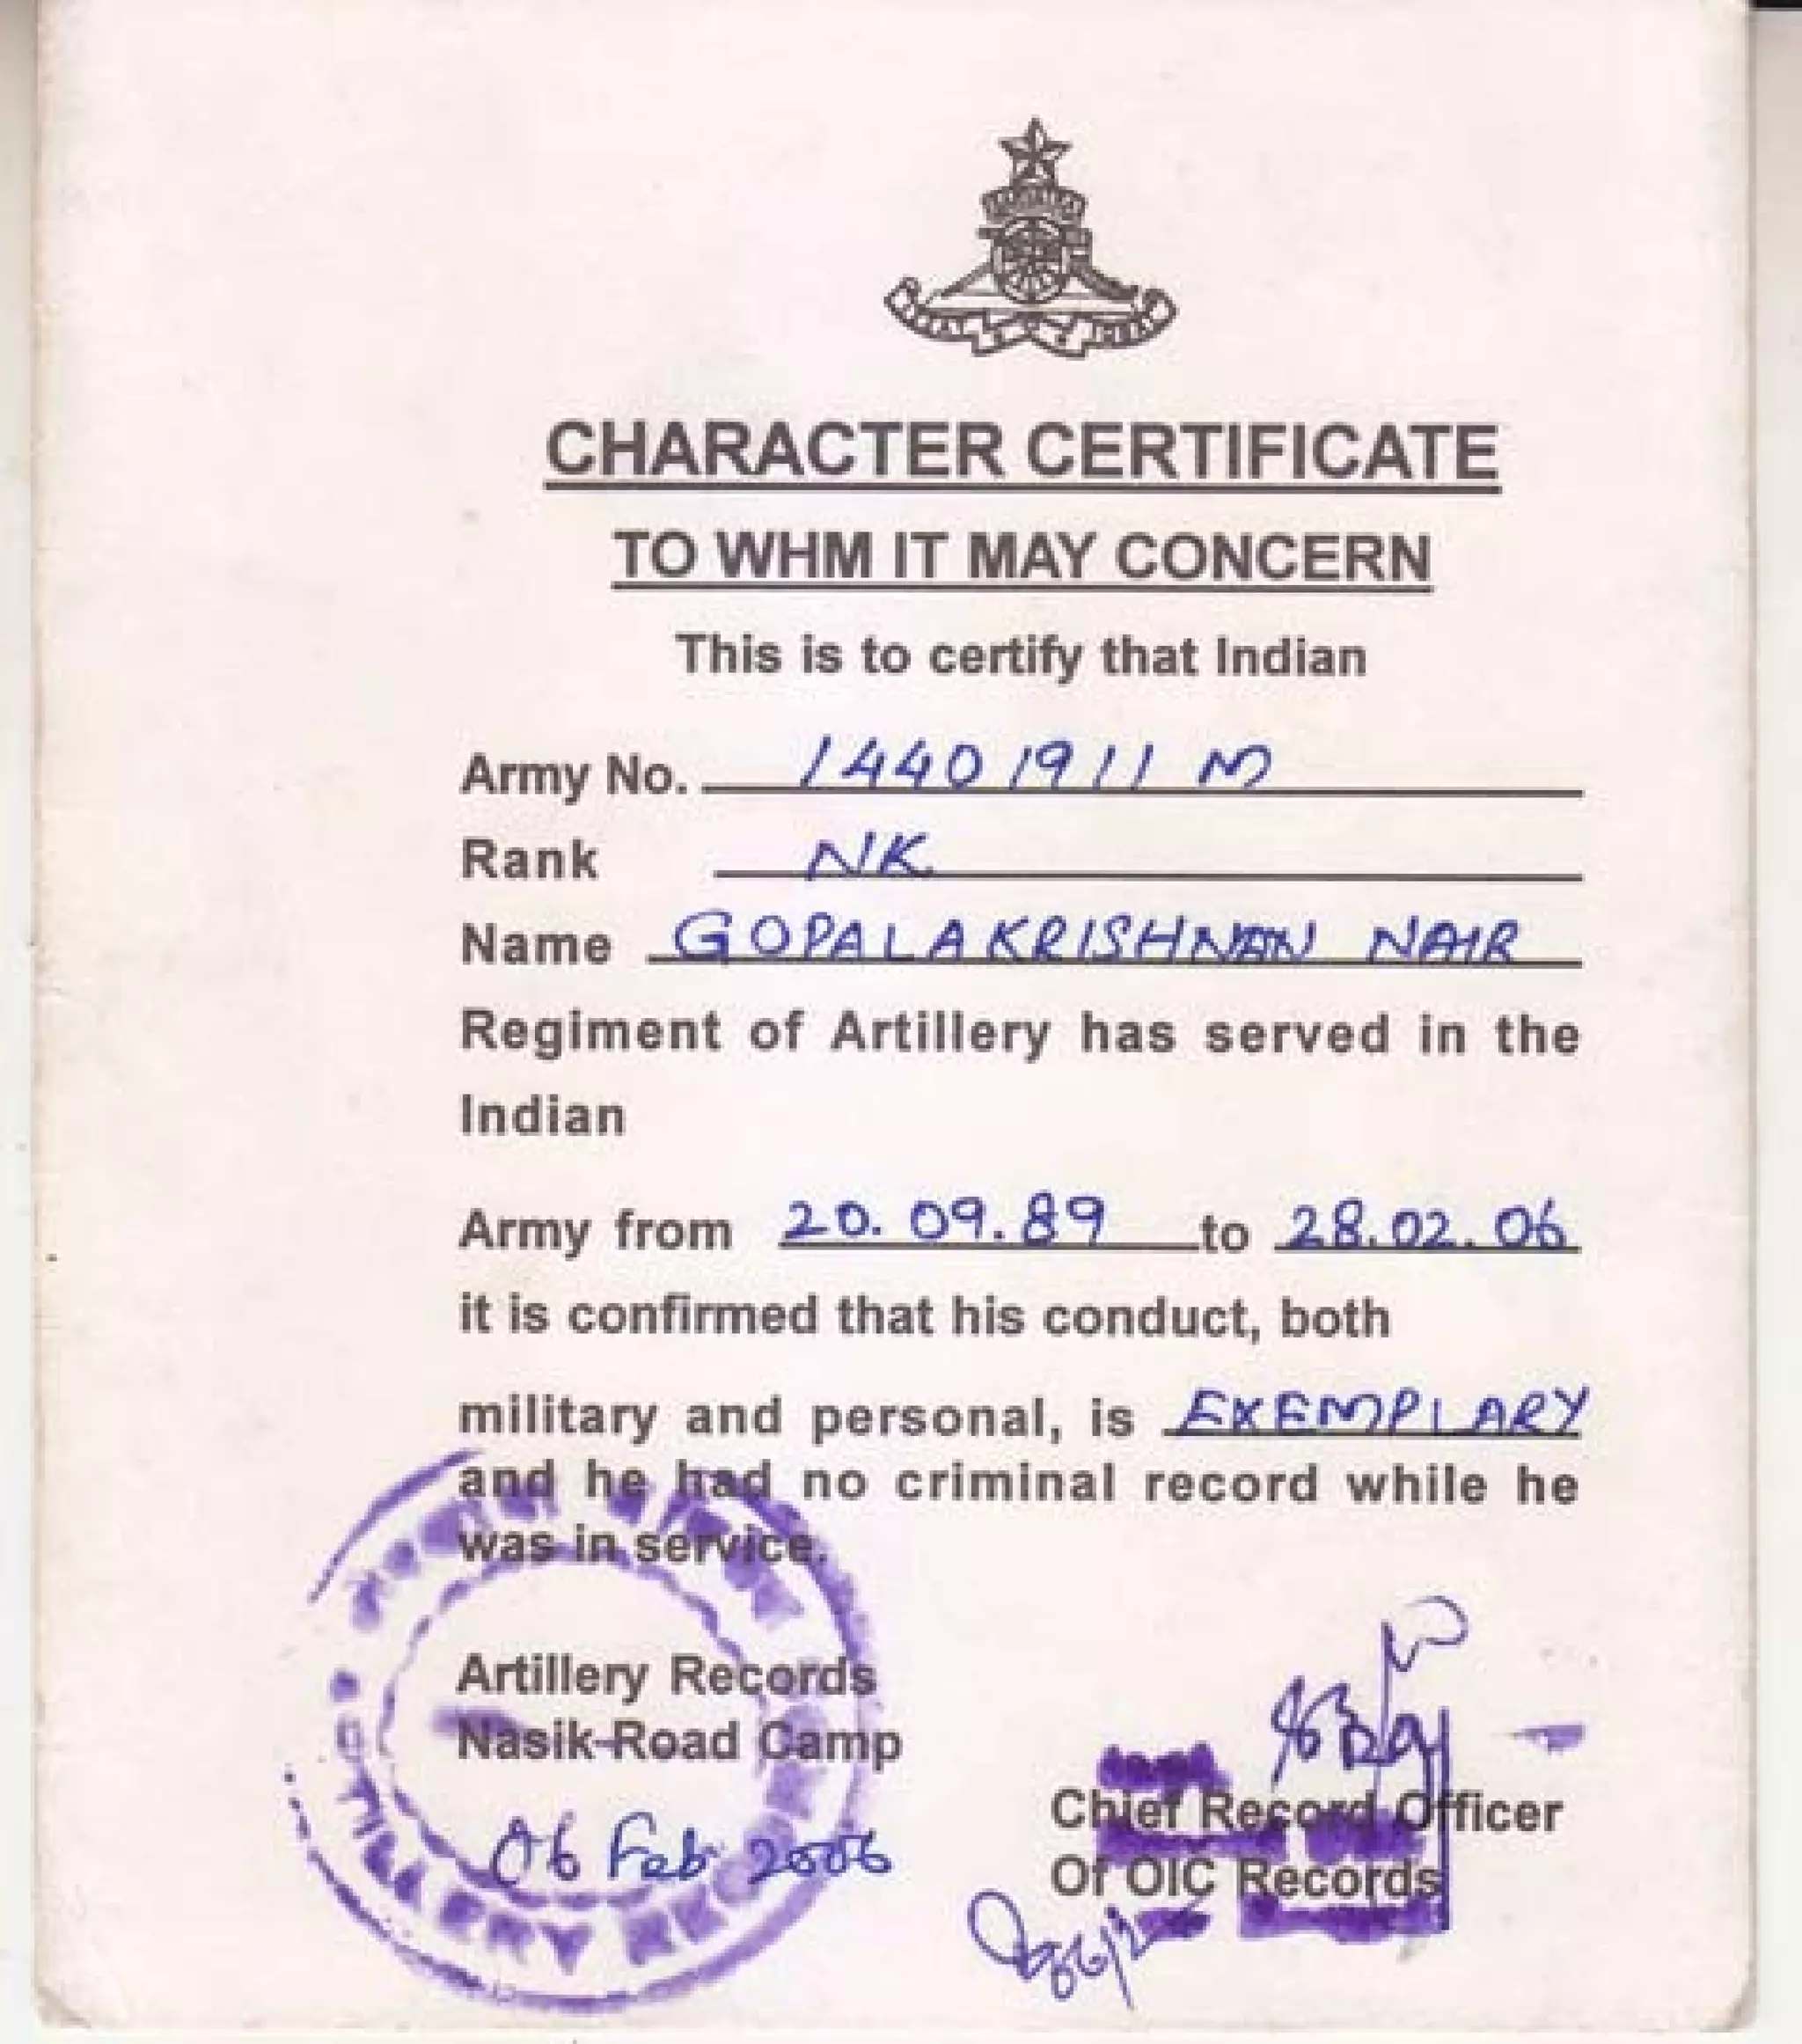 CHARACTER CERTIFICATE
TO WHM IT MAY CONCERN
This is to certify that Indian
Army No. 14401911 M
Rank NK
Name GOPALAKRISHNAN NAIR
Regiment of Artillery has served in the
Indian
Army from 20.09.89 to 28.02.06
it is confirmed that his conduct, both
military and personal, is EXEMPLARY
and he had no criminal record while he
was in service.
Artillery Records
Nasik-Road Camp
06 Feb 2006
Chief Record Officer
Of OIC Records